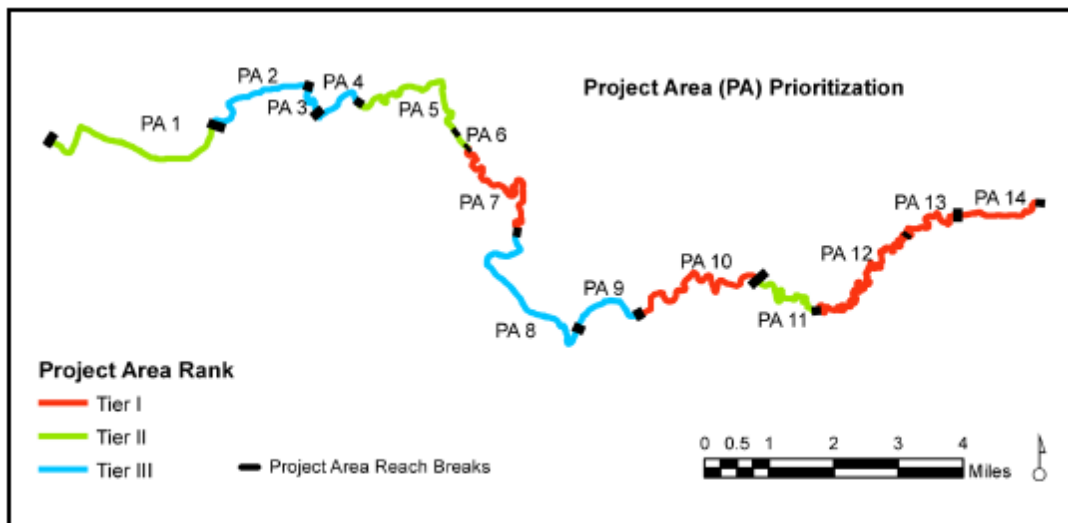 Project Area (PA) Prioritization
PA 1
PA 2
PA 3
PA 4
PA 5
PA 6
PA 7
PA 8
PA 9
PA 10
PA 11
PA 12
PA 13
PA 14
Project Area Rank
Tier I
Tier II
Tier III
Project Area Reach Breaks
0 0.5 1 2 3 4
Miles